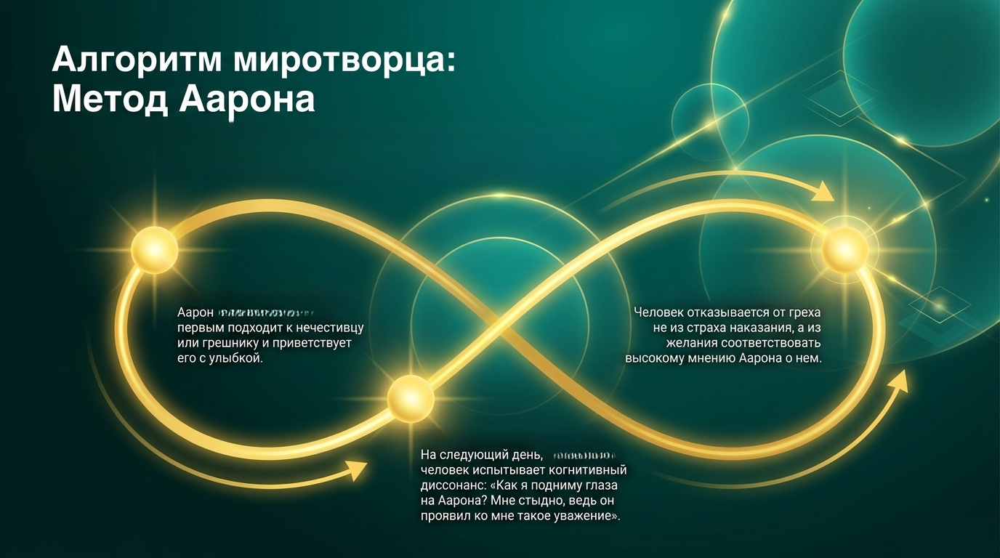 Алгоритм миротворца:
Метод Аарона
Аарон
первым подходит к нечестивцу
или грешнику и приветствует
его с улыбкой.
Человек отказывается от греха
не из страха наказания, а из
желания соответствовать
высокому мнению Аарона о нем.
На следующий день,
человек испытывает когнитивный
диссонанс: «Как я подниму глаза
на Аарона? Мне стыдно, ведь он
проявил ко мне такое уважение».